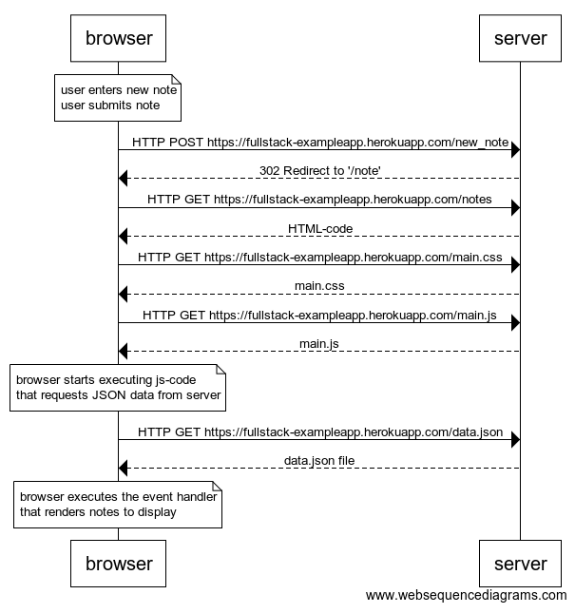 browser
server
user enters new note
user submits note
HTTP POST https://fullstack-exampleapp.herokuapp.com/new_note
302 Redirect to '/note'
HTTP GET https://fullstack-exampleapp.herokuapp.com/notes
HTML-code
HTTP GET https://fullstack-exampleapp.herokuapp.com/main.css
main.css
HTTP GET https://fullstack-exampleapp.herokuapp.com/main.js
main.js
browser starts executing js-code
that requests JSON data from server
HTTP GET https://fullstack-exampleapp.herokuapp.com/data.json
data.json file
browser executes the event handler
that renders notes to display
browser
server
www.websequencediagrams.com